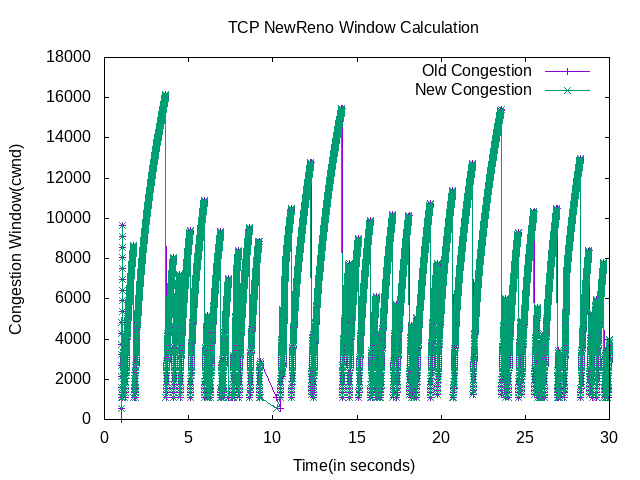 TCP NewReno Window Calculation
18000
16000
14000
12000
10000
8000
6000
4000
2000
0
Congestion Window(cwnd)
Old Congestion
New Congestion
0 5 10 15 20 25 30
Time(in seconds)